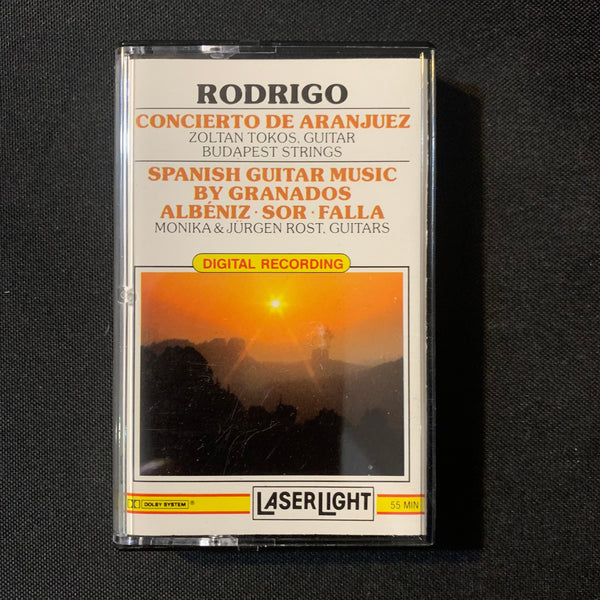 RODRIGO
CONCIERTO DE ARANJUEZ
ZOLTAN TOKOS, GUITAR
BUDAPEST STRINGS
SPANISH GUITAR MUSIC
BY GRANADOS
ALBÉNIZ · SOR · FALLA
MONIKA & JÜRGEN ROST, GUITARS
DIGITAL RECORDING
DOLBY SYSTEM ®
LASERLIGHT
55 MIN